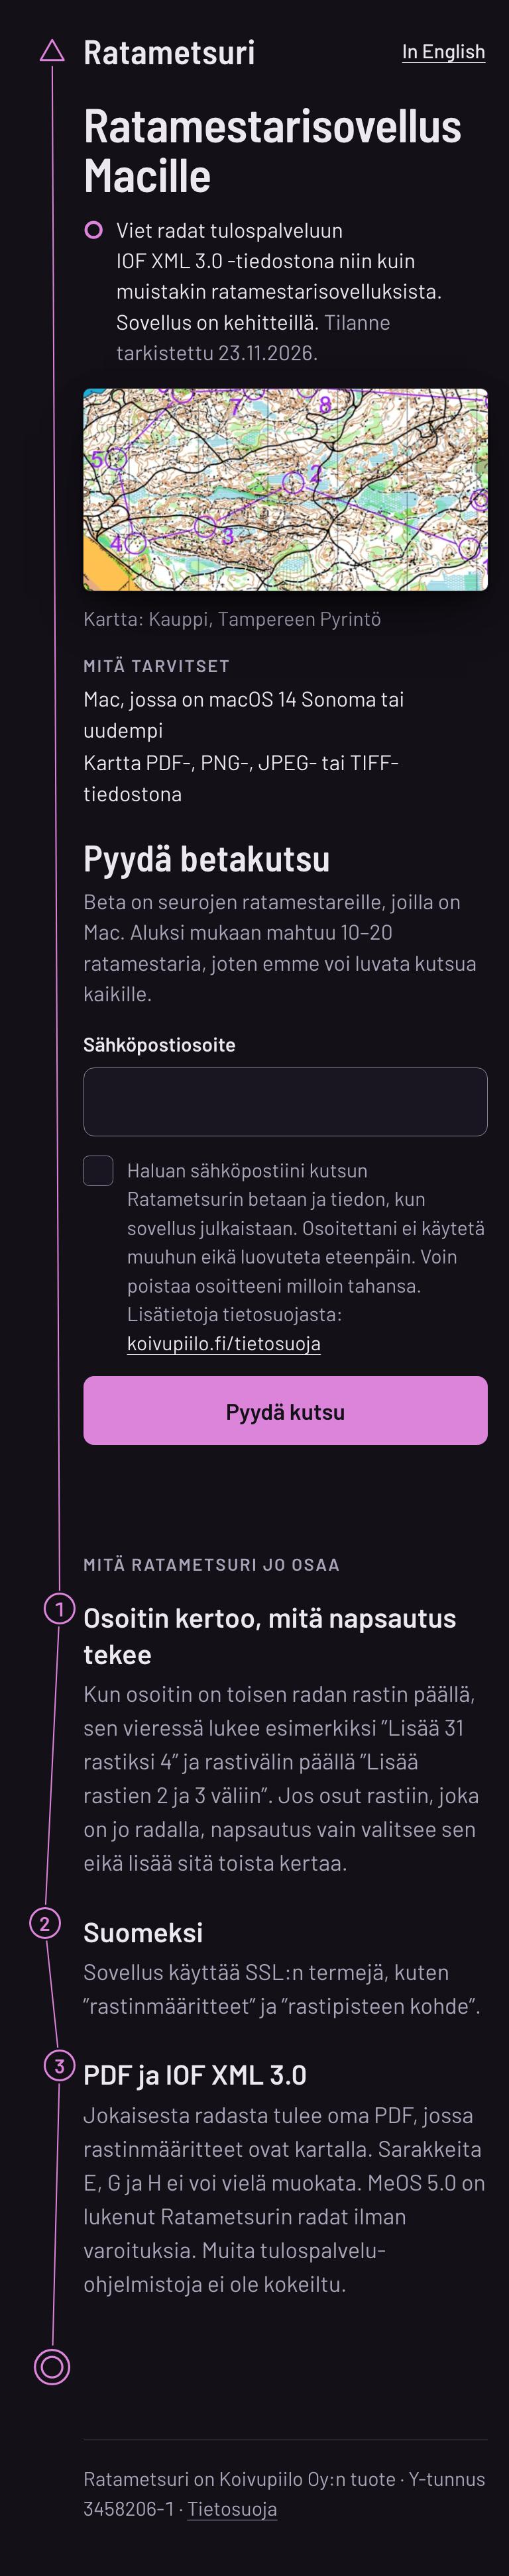 Ratametsuri
In English
Ratamestarisovellus
Macille
Viet radat tulospalveluun
IOF XML 3.0 -tiedostona niin kuin
muistakin ratamestarisovelluksista.
Sovellus on kehitteillä. Tilanne
tarkistettu 23.11.2026.
7
8
5
2
4
3
Kartta: Kauppi, Tampereen Pyrintö
MITÄ TARVITSET
Mac, jossa on macOS 14 Sonoma tai
uudempi
Kartta PDF-, PNG-, JPEG- tai TIFF-
tiedostona
Pyydä betakutsu
Beta on seurojen ratamestareille, joilla on
Mac. Aluksi mukaan mahtuu 10–20
ratamestaria, joten emme voi luvata kutsua
kaikille.
Sähköpostiosoite
Haluan sähköpostiini kutsun
Ratametsurin betaan ja tiedon, kun
sovellus julkaistaan. Osoitettani ei käytetä
muuhun eikä luovuteta eteenpäin. Voin
poistaa osoitteeni milloin tahansa.
Lisätietoja tietosuojasta:
koivupiilo.fi/tietosuoja
Pyydä kutsu
MITÄ RATAMETSURI JO OSAA
1
Osoitin kertoo, mitä napsautus
tekee
Kun osoitin on toisen radan rastin päällä,
sen vieressä lukee esimerkiksi ”Lisää 31
rastiksi 4” ja rastivälin päällä ”Lisää
rastien 2 ja 3 väliin”. Jos osut rastiin, joka
on jo radalla, napsautus vain valitsee sen
eikä lisää sitä toista kertaa.
2
Suomeksi
Sovellus käyttää SSL:n termejä, kuten
”rastinmääritteet” ja ”rastipisteen kohde”.
3
PDF ja IOF XML 3.0
Jokaisesta radasta tulee oma PDF, jossa
rastinmääritteet ovat kartalla. Sarakkeita
E, G ja H ei voi vielä muokata. MeOS 5.0 on
lukenut Ratametsurin radat ilman
varoituksia. Muita tulospalvelu-
ohjelmistoja ei ole kokeiltu.
Ratametsuri on Koivupiilo Oy:n tuote · Y-tunnus
3458206-1 · Tietosuoja